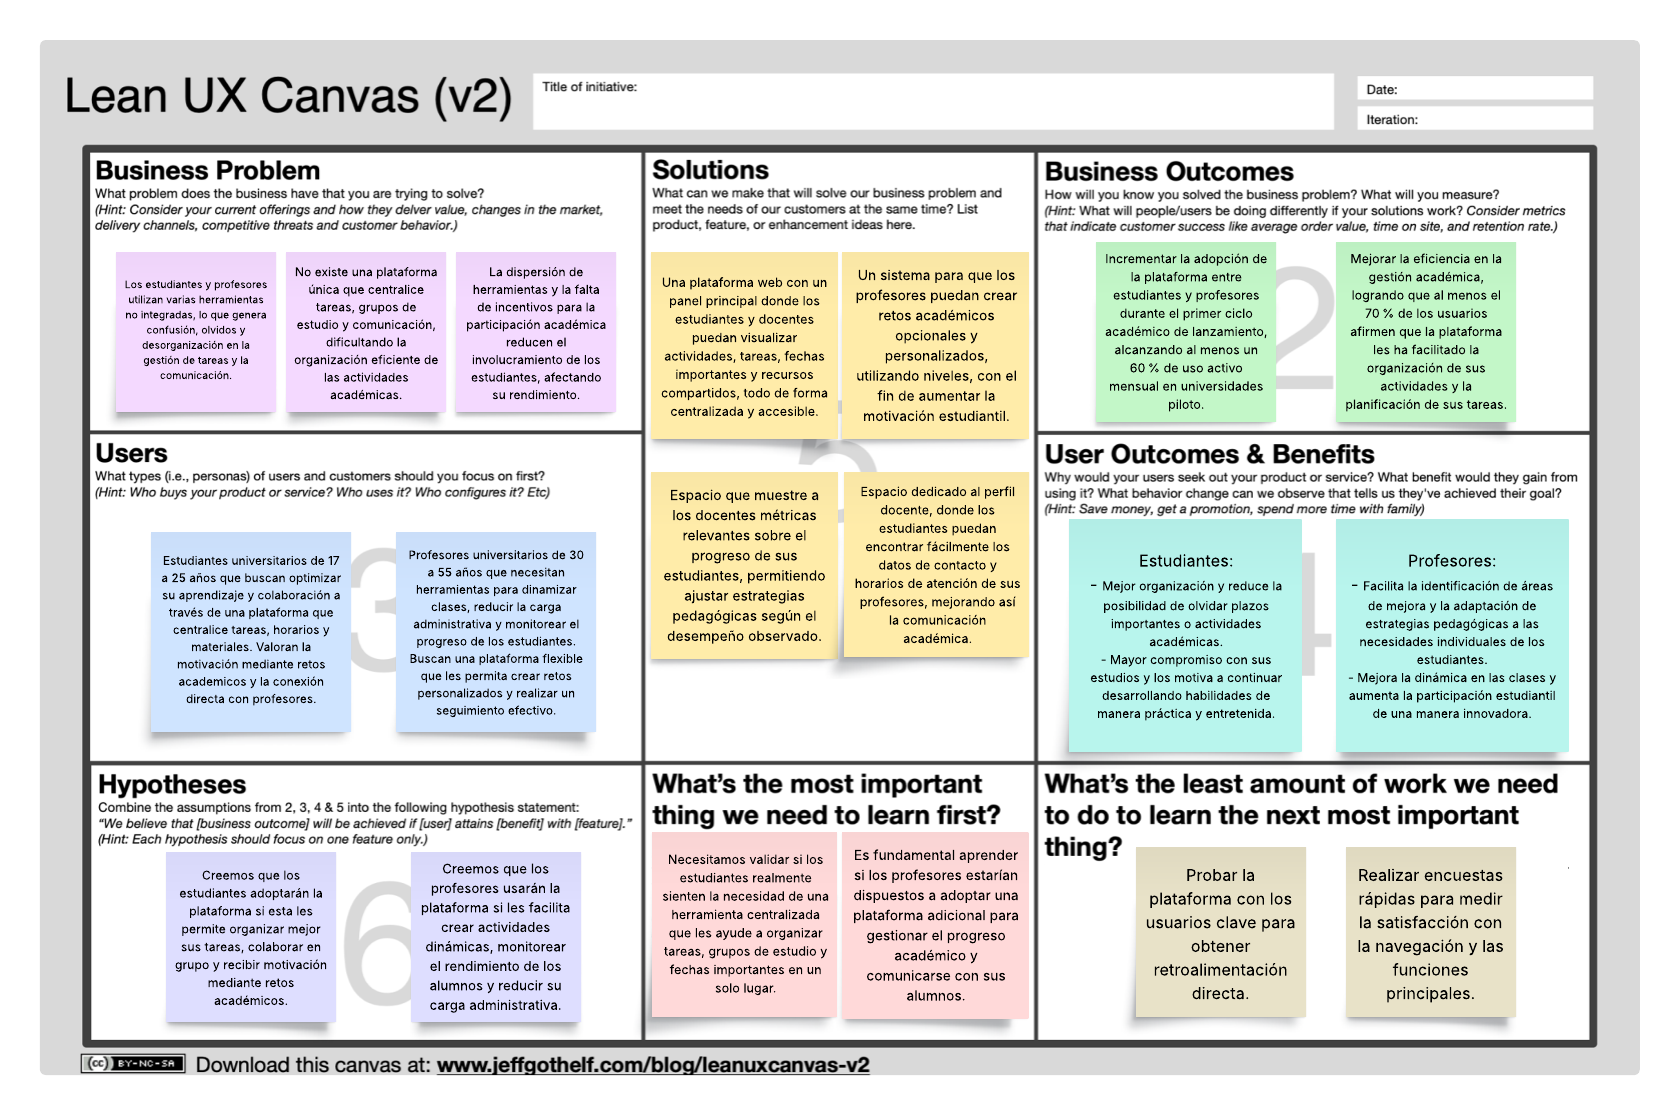 Lean UX Canvas (v2)
Title of initiative:
Date:
Iteration:
Business Problem
What problem does the business have that you are trying to solve?
(Hint: Consider your current offerings and how they delver value, changes in the market,
delivery channels, competitive threats and customer behavior.)
Los estudiantes y profesores
utilizan varias herramientas
no integradas, lo que genera
confusión, olvidos y
desorganización en la
gestión de tareas y la
comunicación.
No existe una plataforma
única que centralice
tareas, grupos de
estudio y comunicación,
dificultando la
organización eficiente de
las actividades
académicas.
La dispersión de
herramientas y la falta
de incentivos para la
participación académica
reducen el
involucramiento de los
estudiantes, afectando
su rendimiento.
Solutions
What can we make that will solve our business problem and
meet the needs of our customers at the same time? List
product, feature, or enhancement ideas here.
Una plataforma web con un
panel principal donde los
estudiantes y docentes
puedan visualizar
actividades, tareas, fechas
importantes y recursos
compartidos, todo de forma
centralizada y accesible.
Un sistema para que los
profesores puedan crear
retos académicos
opcionales y
personalizados,
utilizando niveles, con el
fin de aumentar la
motivación estudiantil.
5
Espacio que muestre a
los docentes métricas
relevantes sobre el
progreso de sus
estudiantes, permitiendo
ajustar estrategias
pedagógicas según el
desempeño observado.
Espacio dedicado al perfil
docente, donde los
estudiantes puedan
encontrar fácilmente los
datos de contacto y
horarios de atención de sus
profesores, mejorando así
la comunicación
académica.
Business Outcomes
How will you know you solved the business problem? What will you measure?
(Hint: What will people/users be doing differently if your solutions work? Consider metrics
that indicate customer success like average order value, time on site, and retention rate.)
Incrementar la adopción de
la plataforma entre
estudiantes y profesores
durante el primer ciclo
académico de lanzamiento,
alcanzando al menos un
60 % de uso activo
mensual en universidades
piloto.
2
Mejorar la eficiencia en la
gestión académica,
logrando que al menos el
70 % de los usuarios
afirmen que la plataforma
les ha facilitado la
organización de sus
actividades y la
planificación de sus tareas.
Users
What types (i.e., personas) of users and customers should you focus on first?
(Hint: Who buys your product or service? Who uses it? Who configures it? Etc)
Estudiantes universitarios de 17
a 25 años que buscan optimizar
su aprendizaje y colaboración a
través de una plataforma que
centralice tareas, horarios y
materiales. Valoran la
motivación mediante retos
academicos y la conexión
directa con profesores.
3
Profesores universitarios de 30
a 55 años que necesitan
herramientas para dinamizar
clases, reducir la carga
administrativa y monitorear el
progreso de los estudiantes.
Buscan una plataforma flexible
que les permita crear retos
personalizados y realizar un
seguimiento efectivo.
User Outcomes & Benefits
Why would your users seek out your product or service? What benefit would they gain from
using it? What behavior change can we observe that tells us they've achieved their goal?
(Hint: Save money, get a promotion, spend more time with family)
Estudiantes:
- Mejor organización y reduce la
posibilidad de olvidar plazos
importantes o actividades
académicas.
- Mayor compromiso con sus
estudios y los motiva a continuar
desarrollando habilidades de
manera práctica y entretenida.
4
Profesores:
- Facilita la identificación de áreas
de mejora y la adaptación de
estrategias pedagógicas a las
necesidades individuales de los
estudiantes.
- Mejora la dinámica en las clases y
aumenta la participación estudiantil
de una manera innovadora.
Hypotheses
Combine the assumptions from 2, 3, 4 & 5 into the following hypothesis statement:
“We believe that [business outcome] will be achieved if [user] attains [benefit] with [feature].”
(Hint: Each hypothesis should focus on one feature only.)
Creemos que los
estudiantes adoptarán la
plataforma si esta les
permite organizar mejor
sus tareas, colaborar en
grupo y recibir motivación
mediante retos
académicos.
6
Creemos que los
profesores usarán la
plataforma si les facilita
crear actividades
dinámicas, monitorear
el rendimiento de los
alumnos y reducir su
carga administrativa.
What's the most important
thing we need to learn first?
Necesitamos validar si los
estudiantes realmente
sienten la necesidad de una
herramienta centralizada
que les ayude a organizar
tareas, grupos de estudio y
fechas importantes en un
solo lugar.
Es fundamental aprender
si los profesores estarían
dispuestos a adoptar una
plataforma adicional para
gestionar el progreso
académico y
comunicarse con sus
alumnos.
What's the least amount of work we need
to do to learn the next most important
thing?
Probar la
plataforma con los
usuarios clave para
obtener
retroalimentación
directa.
Realizar encuestas
rápidas para medir
la satisfacción con
la navegación y las
funciones
principales.
(cc) BY-NC-SA
Download this canvas at: www.jeffgothelf.com/blog/leanuxcanvas-v2